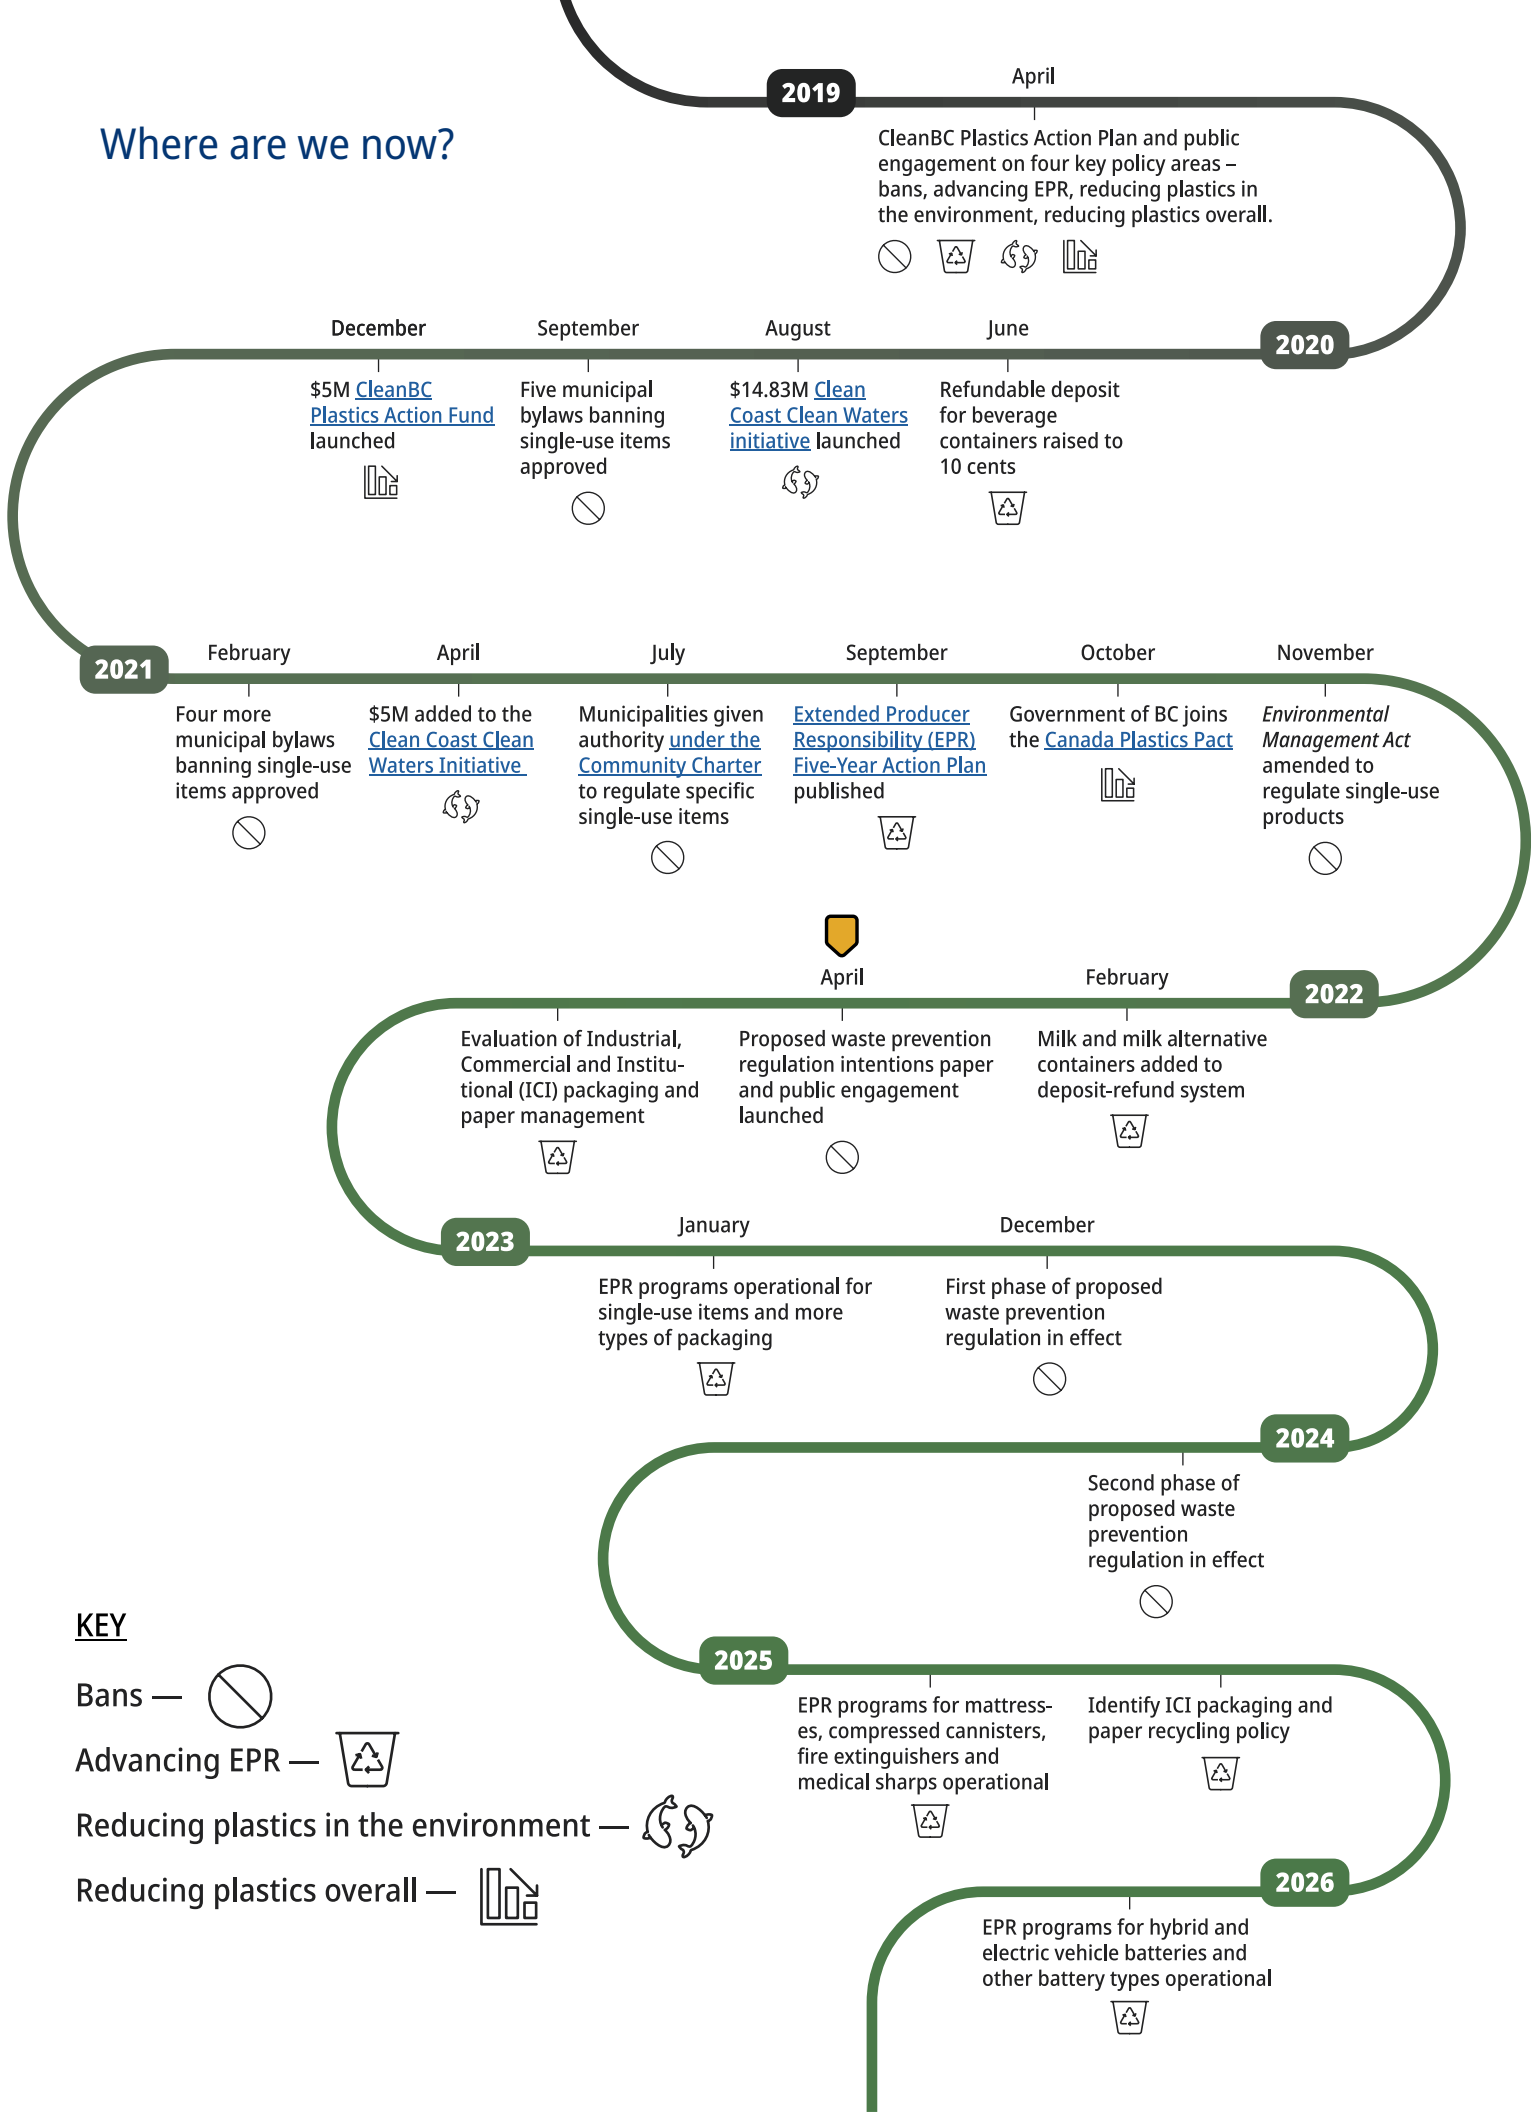 Where are we now?
2019
April
CleanBC Plastics Action Plan and public
engagement on four key policy areas –
bans, advancing EPR, reducing plastics in
the environment, reducing plastics overall.
2020
June
Refundable deposit
for beverage
containers raised to
10 cents
August
$14.83M Clean
Coast Clean Waters
initiative launched
September
Five municipal
bylaws banning
single-use items
approved
December
$5M CleanBC
Plastics Action Fund
launched
2021
February
Four more
municipal bylaws
banning single-use
items approved
April
$5M added to the
Clean Coast Clean
Waters Initiative
July
Municipalities given
authority under the
Community Charter
to regulate specific
single-use items
September
Extended Producer
Responsibility (EPR)
Five-Year Action Plan
published
October
Government of BC joins
the Canada Plastics Pact
November
Environmental
Management Act
amended to
regulate single-use
products
2022
February
Milk and milk alternative
containers added to
deposit-refund system
April
Proposed waste prevention
regulation intentions paper
and public engagement
launched
Evaluation of Industrial,
Commercial and Institu-
tional (ICI) packaging and
paper management
2023
January
EPR programs operational for
single-use items and more
types of packaging
December
First phase of proposed
waste prevention
regulation in effect
2024
Second phase of
proposed waste
prevention
regulation in effect
2025
EPR programs for mattress-
es, compressed cannisters,
fire extinguishers and
medical sharps operational
Identify ICI packaging and
paper recycling policy
2026
EPR programs for hybrid and
electric vehicle batteries and
other battery types operational
KEY
Bans —
Advancing EPR —
Reducing plastics in the environment —
Reducing plastics overall —